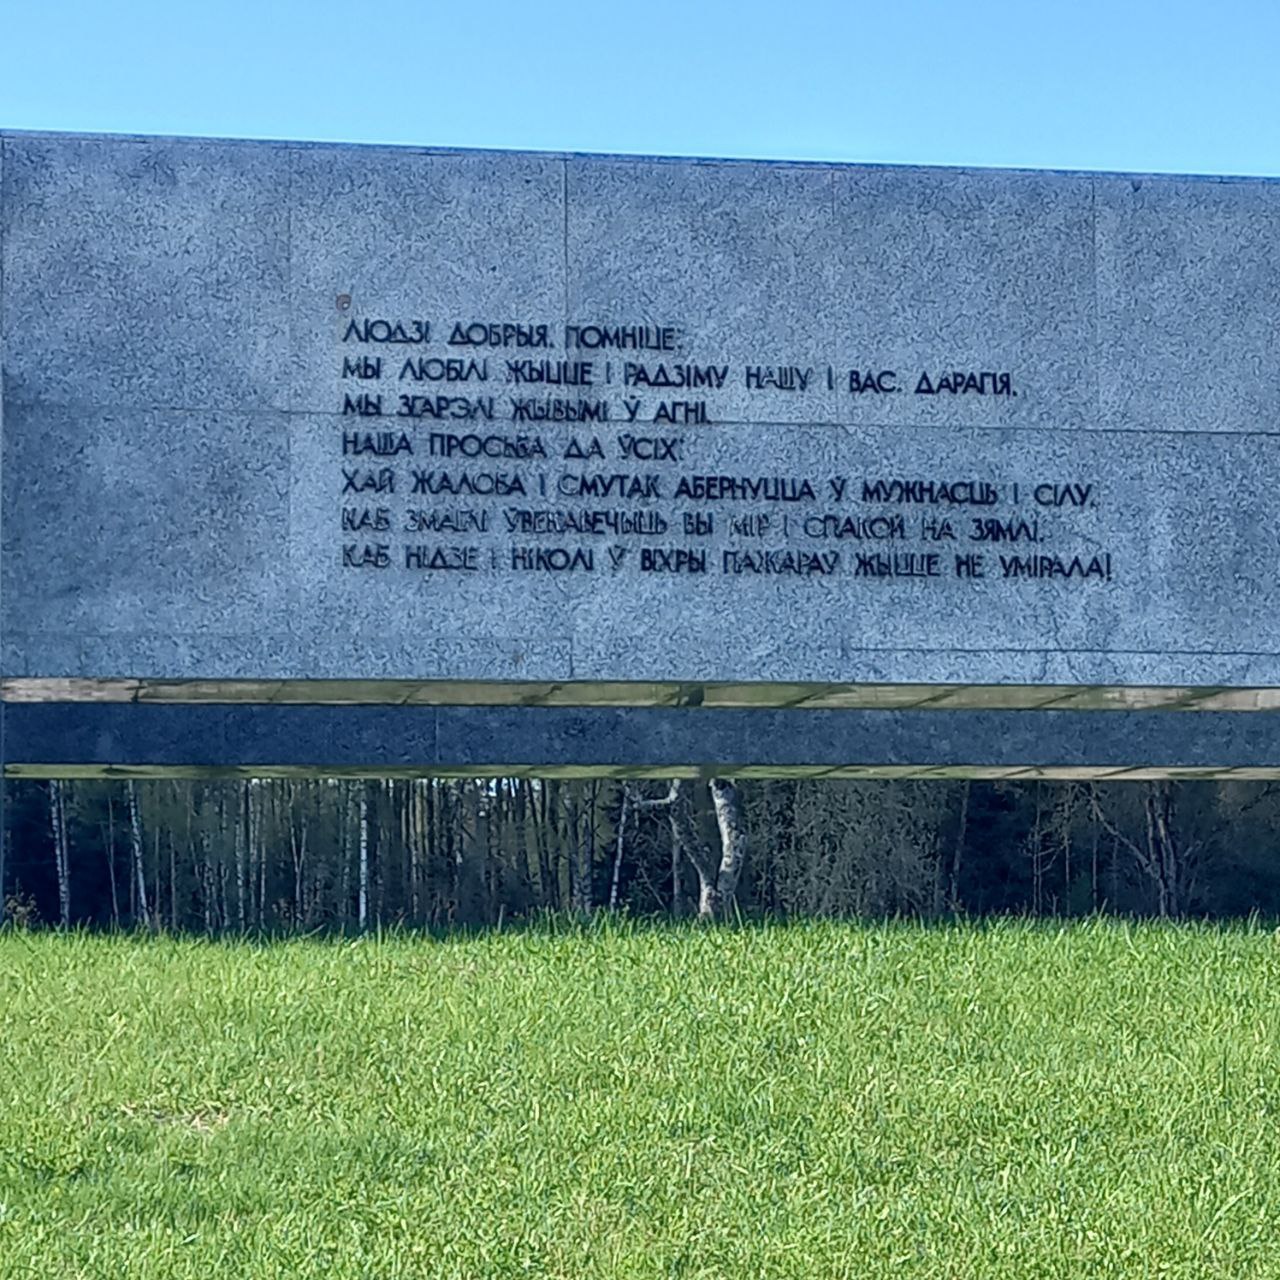 ЛЮДЗІ ДОБРЫЯ, ПОМНІЦЕ:
МЫ ЛЮБІЛІ ЖЫЦЦЁ І РАДЗІМУ НАШУ І ВАС, ДАРАГІЯ.
МЫ ЗГАРЭЛІ ЖЫВЫМІ Ў АГНІ.
НАША ПРОСЬБА ДА ЎСІХ:
ХАЙ ЖАЛОБА І СМУТАК АБЕРНУЦЦА Ў МУЖНАСЦЬ І СІЛУ,
КАБ ЗМАГЛІ ЎВЕКАВЕЧЫЦЬ ВЫ МІР І СПАКОЙ НА ЗЯМЛІ.
КАБ НІДЗЕ І НІКОЛІ Ў ВІХРЫ ПАЖАРАЎ ЖЫЦЦЕ НЕ УМІРАЛА!